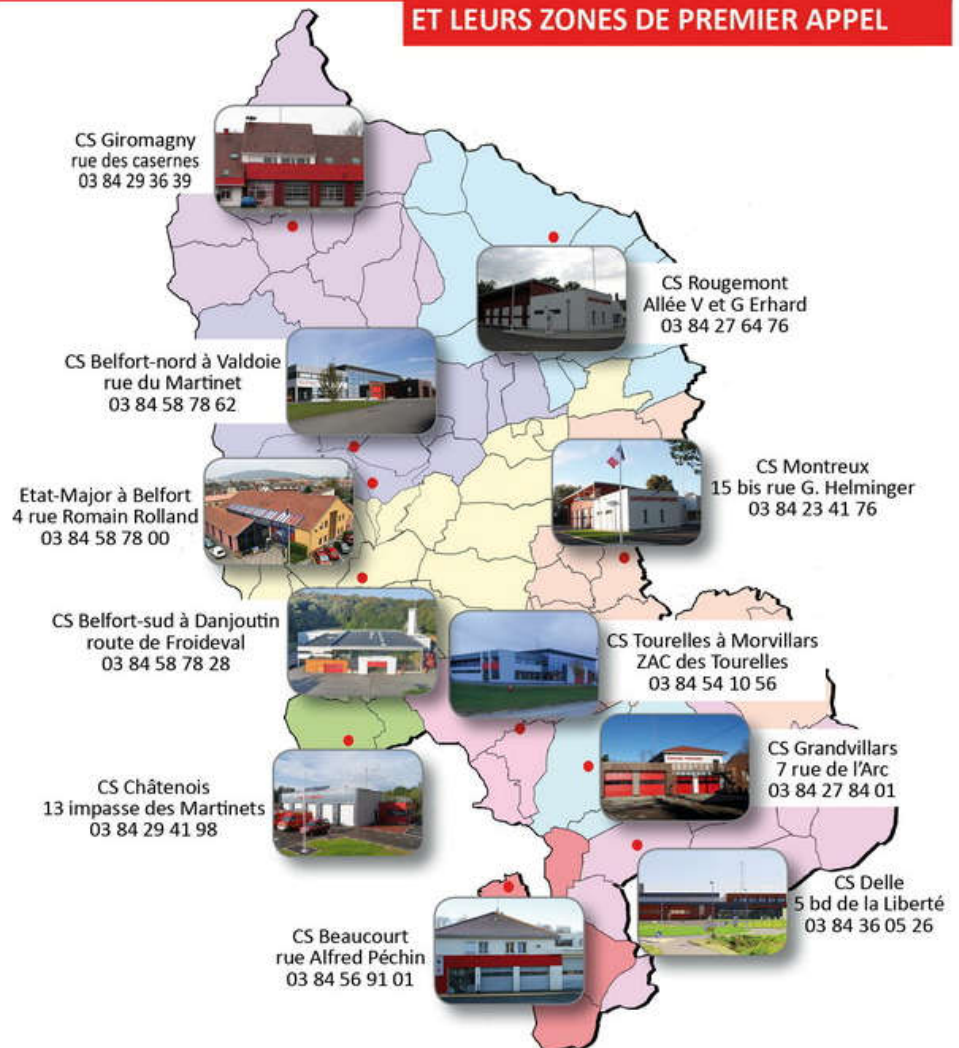 ET LEURS ZONES DE PREMIER APPEL
CS Giromagny
rue des casernes
03 84 29 36 39
CS Rougemont
Allée V et G Erhard
03 84 27 64 76
CS Belfort-nord à Valdoie
rue du Martinet
03 84 58 78 62
Etat-Major à Belfort
4 rue Romain Rolland
03 84 58 78 00
CS Montreux
15 bis rue G. Helminger
03 84 23 41 76
CS Belfort-sud à Danjoutin
route de Froideval
03 84 58 78 28
CS Tourelles à Morvillars
ZAC des Tourelles
03 84 54 10 56
CS Châtenois
13 impasse des Martinets
03 84 29 41 98
CS Grandvillars
7 rue de l'Arc
03 84 27 84 01
CS Delle
5 bd de la Liberté
03 84 36 05 26
CS Beaucourt
rue Alfred Péchin
03 84 56 91 01